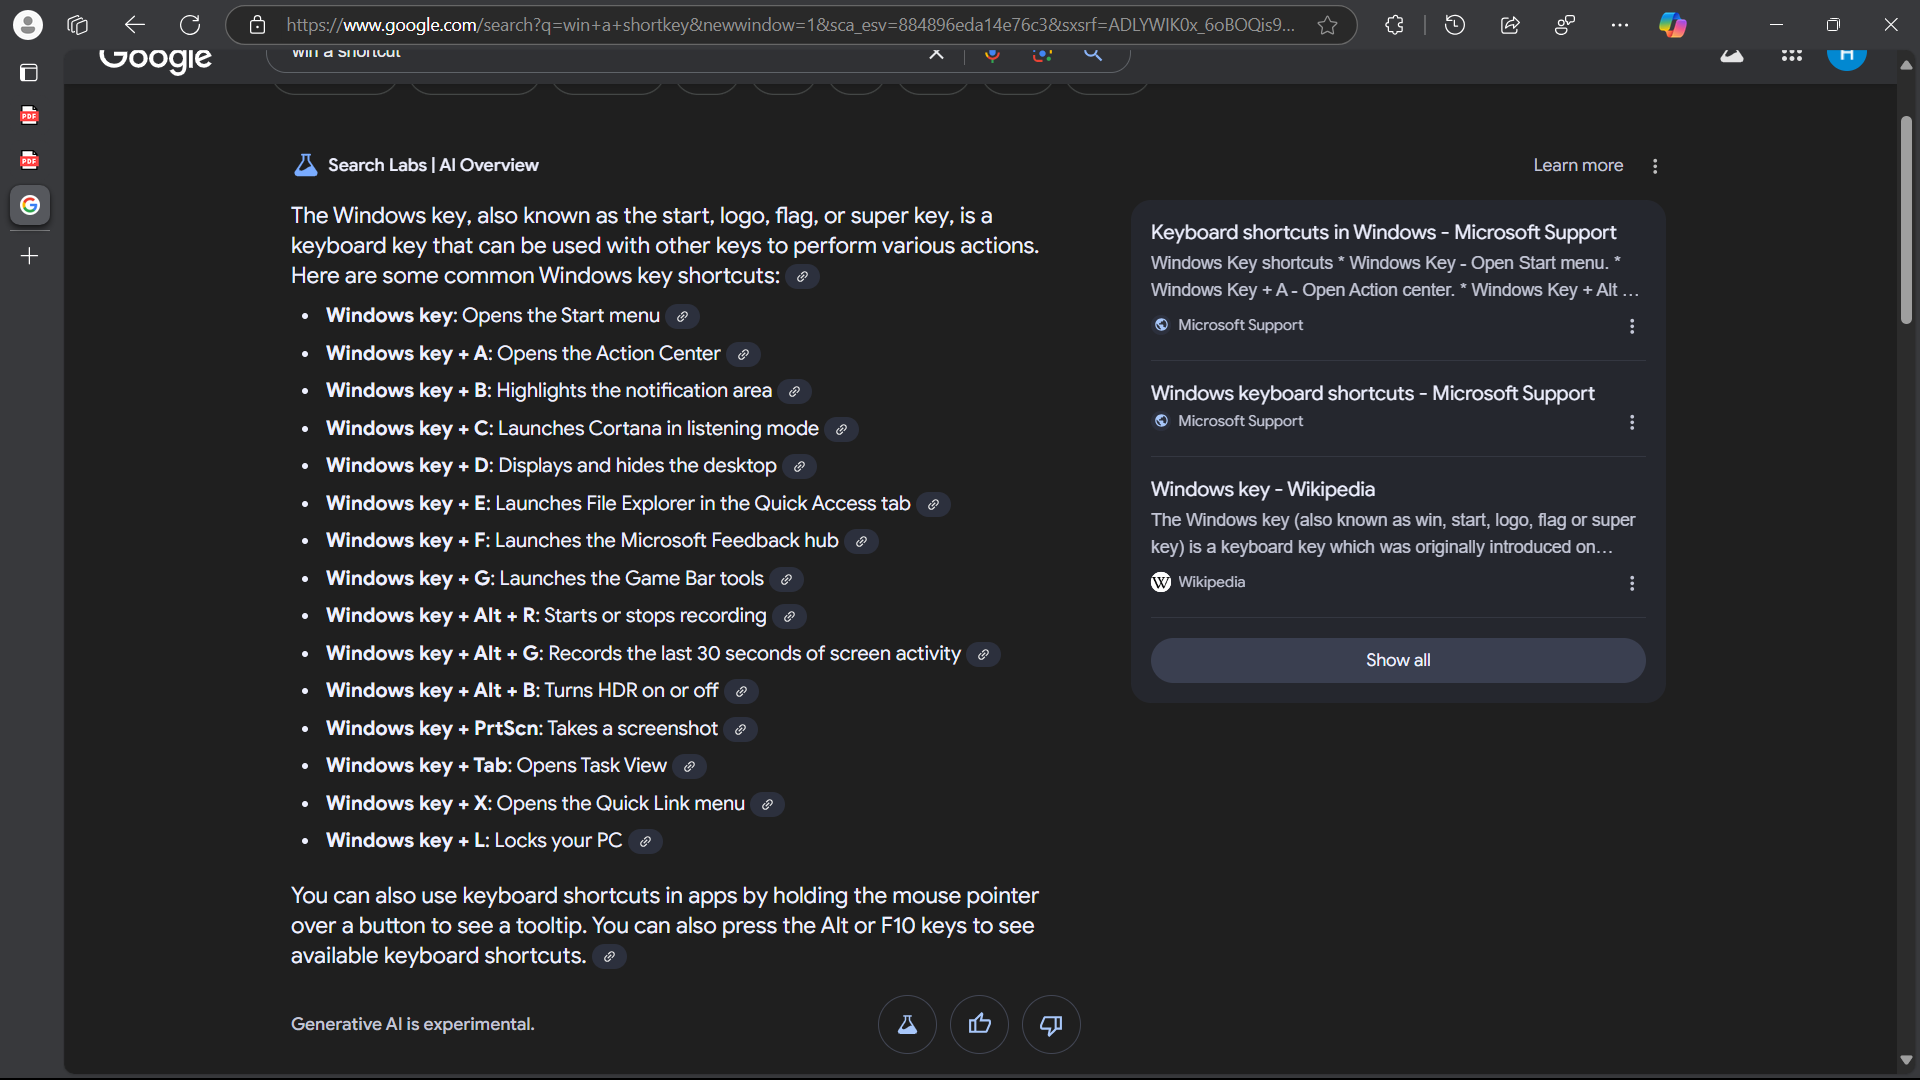 https://www.google.com/search?q=win+a+shortkey&newwindow=1&sca_esv=884896eda14e76c3&sxsrf=ADLYWIK0x_6oBOQis9...
Google
win a shortcut
H
Search Labs | AI Overview
Learn more
The Windows key, also known as the start, logo, flag, or super key, is a
keyboard key that can be used with other keys to perform various actions.
Here are some common Windows key shortcuts:
• Windows key: Opens the Start menu
• Windows key + A: Opens the Action Center
• Windows key + B: Highlights the notification area
• Windows key + C: Launches Cortana in listening mode
• Windows key + D: Displays and hides the desktop
• Windows key + E: Launches File Explorer in the Quick Access tab
• Windows key + F: Launches the Microsoft Feedback hub
• Windows key + G: Launches the Game Bar tools
• Windows key + Alt + R: Starts or stops recording
• Windows key + Alt + G: Records the last 30 seconds of screen activity
• Windows key + Alt + B: Turns HDR on or off
• Windows key + PrtScn: Takes a screenshot
• Windows key + Tab: Opens Task View
• Windows key + X: Opens the Quick Link menu
• Windows key + L: Locks your PC
You can also use keyboard shortcuts in apps by holding the mouse pointer
over a button to see a tooltip. You can also press the Alt or F10 keys to see
available keyboard shortcuts.
Generative AI is experimental.
Keyboard shortcuts in Windows - Microsoft Support
Windows Key shortcuts * Windows Key - Open Start menu. *
Windows Key + A - Open Action center. * Windows Key + Alt ...
Microsoft Support
Windows keyboard shortcuts - Microsoft Support
Microsoft Support
Windows key - Wikipedia
The Windows key (also known as win, start, logo, flag or super
key) is a keyboard key which was originally introduced on...
W
Wikipedia
Show all
PDF
PDF
G